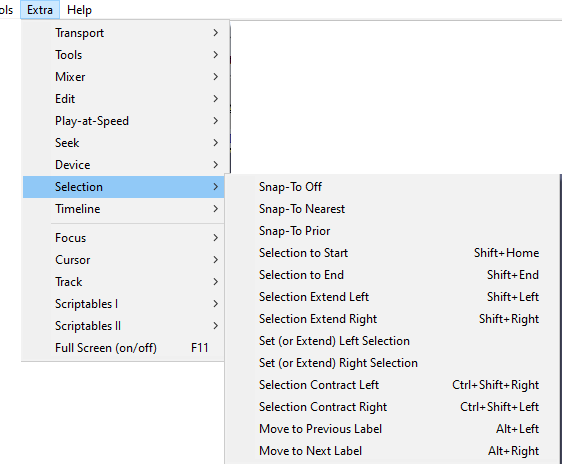 ols Extra Help
Transport
Tools
Mixer
Edit
Play-at-Speed
Seek
Device
Selection
Timeline
Focus
Cursor
Track
Scriptables I
Scriptables II
Full Screen (on/off) F11
Snap-To Off
Snap-To Nearest
Snap-To Prior
Selection to Start Shift+Home
Selection to End Shift+End
Selection Extend Left Shift+Left
Selection Extend Right Shift+Right
Set (or Extend) Left Selection
Set (or Extend) Right Selection
Selection Contract Left Ctrl+Shift+Right
Selection Contract Right Ctrl+Shift+Left
Move to Previous Label Alt+Left
Move to Next Label Alt+Right